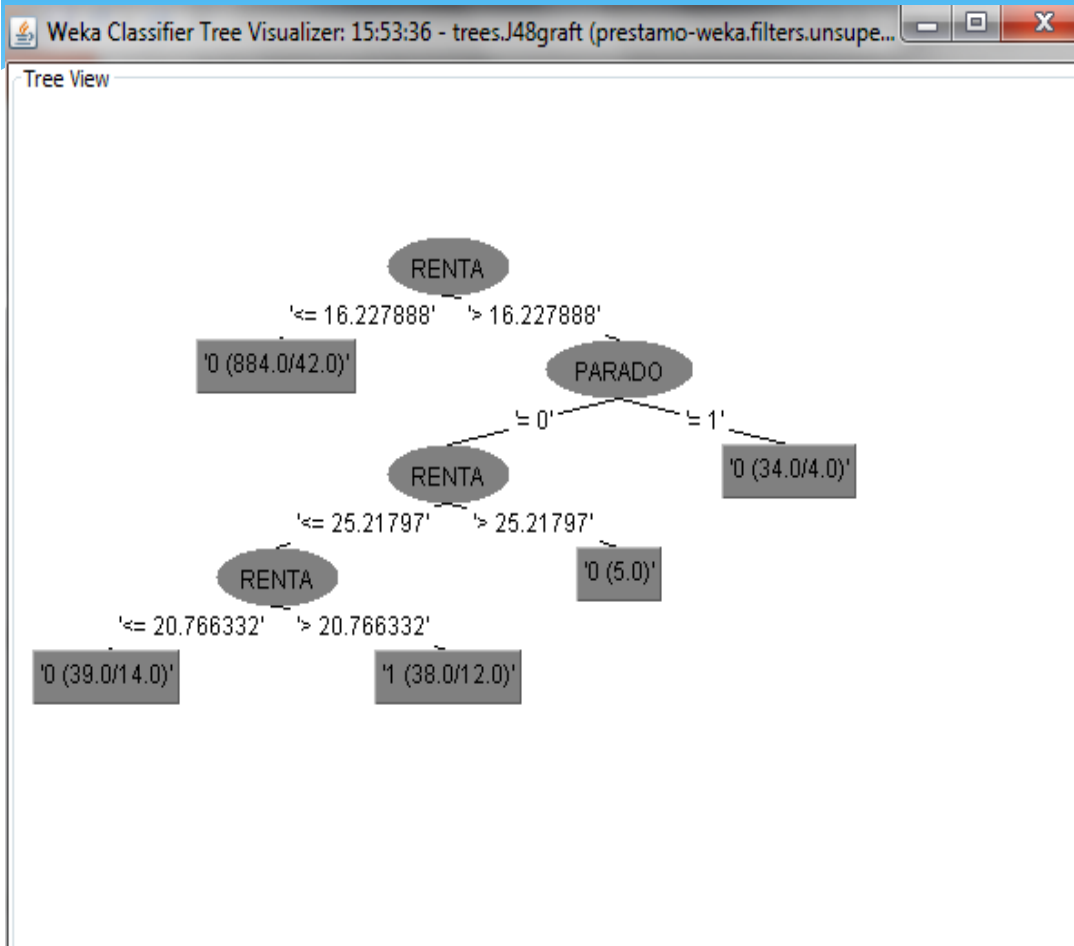 Weka Classifier Tree Visualizer: 15:53:36 - trees.J48graft (prestamo-weka.filters.unsupe...
Tree View
RENTA
'<= 16.227888' '> 16.227888'
'0 (884.0/42.0)'
PARADO
'= 0' '= 1'
RENTA
'0 (34.0/4.0)'
'<= 25.21797' '> 25.21797'
RENTA
'0 (5.0)'
'<= 20.766332' '> 20.766332'
'0 (39.0/14.0)' '1 (38.0/12.0)'